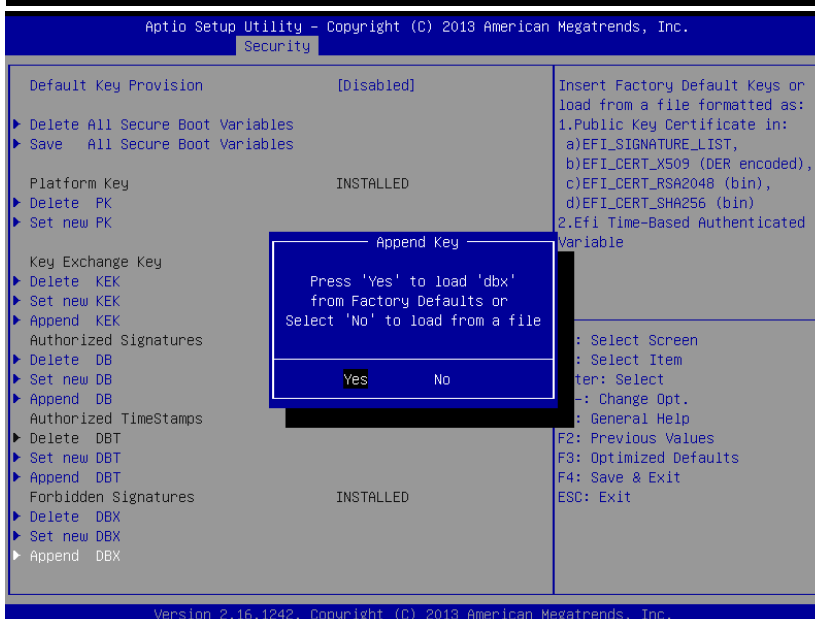 Aptio Setup Utility – Copyright (C) 2013 American Megatrends, Inc.
Security
Default Key Provision [Disabled]
Delete All Secure Boot Variables
Save All Secure Boot Variables
Platform Key INSTALLED
Delete PK
Set new PK
Key Exchange Key
Delete KEK
Set new KEK
Append KEK
Authorized Signatures
Delete DB
Set new DB
Append DB
Authorized TimeStamps
Delete DBT
Set new DBT
Append DBT
Forbidden Signatures INSTALLED
Delete DBX
Set new DBX
Append DBX
Append Key
Press 'Yes' to load 'dbx'
from Factory Defaults or
Select 'No' to load from a file
Yes No
Insert Factory Default Keys or
load from a file formatted as:
1.Public Key Certificate in:
a)EFI_SIGNATURE_LIST,
b)EFI_CERT_X509 (DER encoded),
c)EFI_CERT_RSA2048 (bin),
d)EFI_CERT_SHA256 (bin)
2.Efi Time-Based Authenticated
Variable
: Select Screen
: Select Item
ter: Select
-: Change Opt.
: General Help
F2: Previous Values
F3: Optimized Defaults
F4: Save & Exit
ESC: Exit
Version 2.16.1242. Copyright (C) 2013 American Megatrends, Inc.